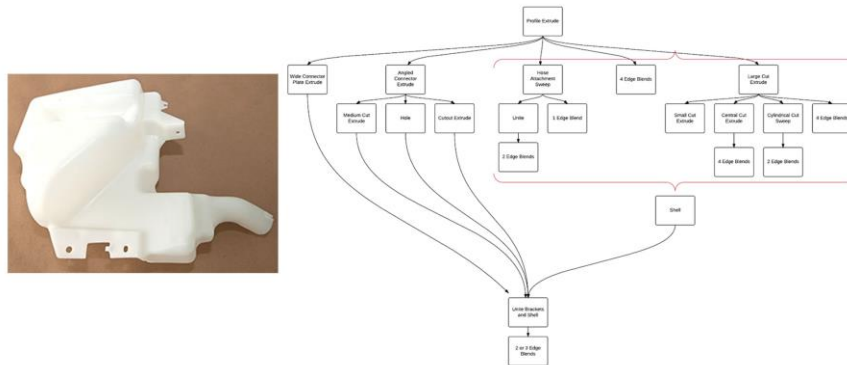 Profile Extrude
Wide Connector
Plate Extrude
Angled
Connector
Extrude
Hose
Attachment
Sweep
4 Edge Blends
Large Cut
Extrude
Medium Cut
Extrude
Hole
Cutout Extrude
Unite
1 Edge Blend
Small Cut
Extrude
Central Cut
Extrude
Cylindrical Cut
Sweep
4 Edge Blends
2 Edge Blends
4 Edge Blends
2 Edge Blends
Shell
Unite Brackets
and Shell
2 or 3 Edge
Blends